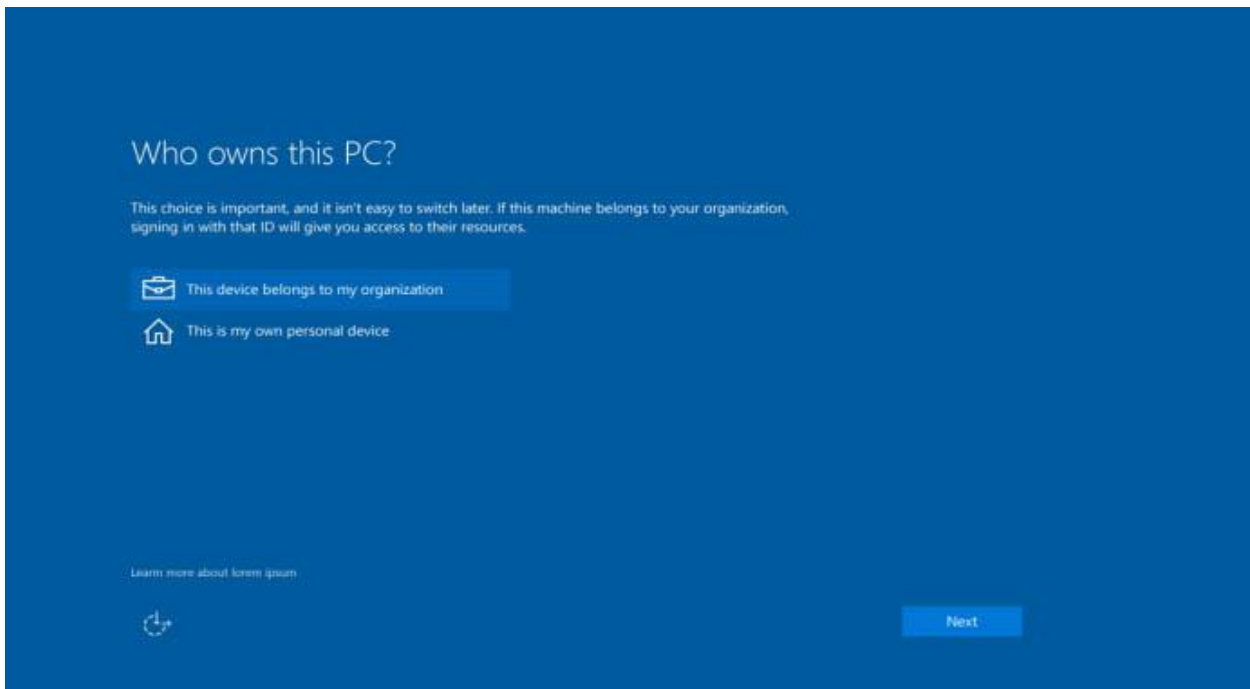 Who owns this PC?
This choice is important, and it isn't easy to switch later. If this machine belongs to your organization,
signing in with that ID will give you access to their resources.
This device belongs to my organization
This is my own personal device
Learn more about lorem ipsum
Next